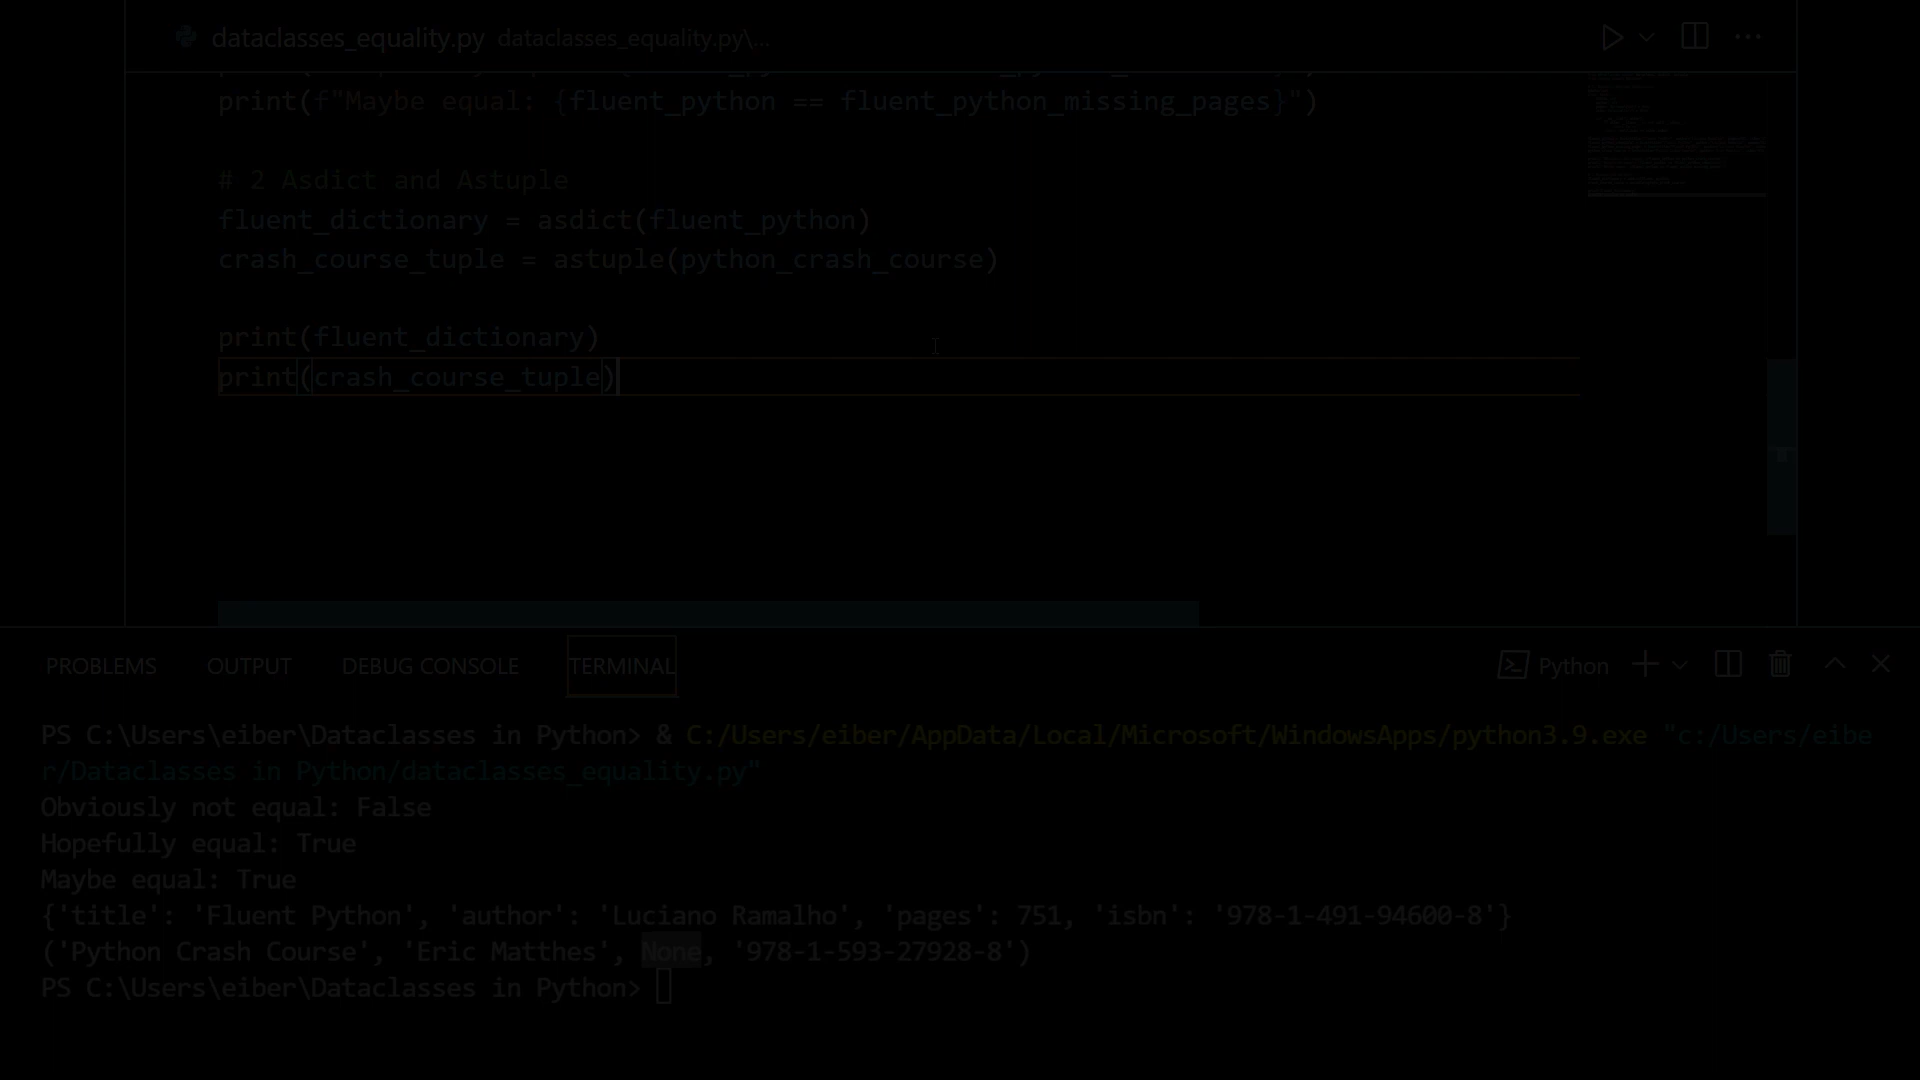 dataclasses_equality.py dataclasses_equality.py\...
print(f"Maybe equal: {fluent_python == fluent_python_missing_pages}")
# 2 Asdict and Astuple
fluent_dictionary = asdict(fluent_python)
crash_course_tuple = astuple(python_crash_course)
print(fluent_dictionary)
print(crash_course_tuple)
PROBLEMS OUTPUT DEBUG CONSOLE TERMINAL Python
PS C:\Users\eiber\Dataclasses in Python> & C:/Users/eiber/AppData/Local/Microsoft/WindowsApps/python3.9.exe "c:/Users/eibe
r/Dataclasses in Python/dataclasses_equality.py"
Obviously not equal: False
Hopefully equal: True
Maybe equal: True
{'title': 'Fluent Python', 'author': 'Luciano Ramalho', 'pages': 751, 'isbn': '978-1-491-94600-8'}
('Python Crash Course', 'Eric Matthes', None, '978-1-593-27928-8')
PS C:\Users\eiber\Dataclasses in Python>